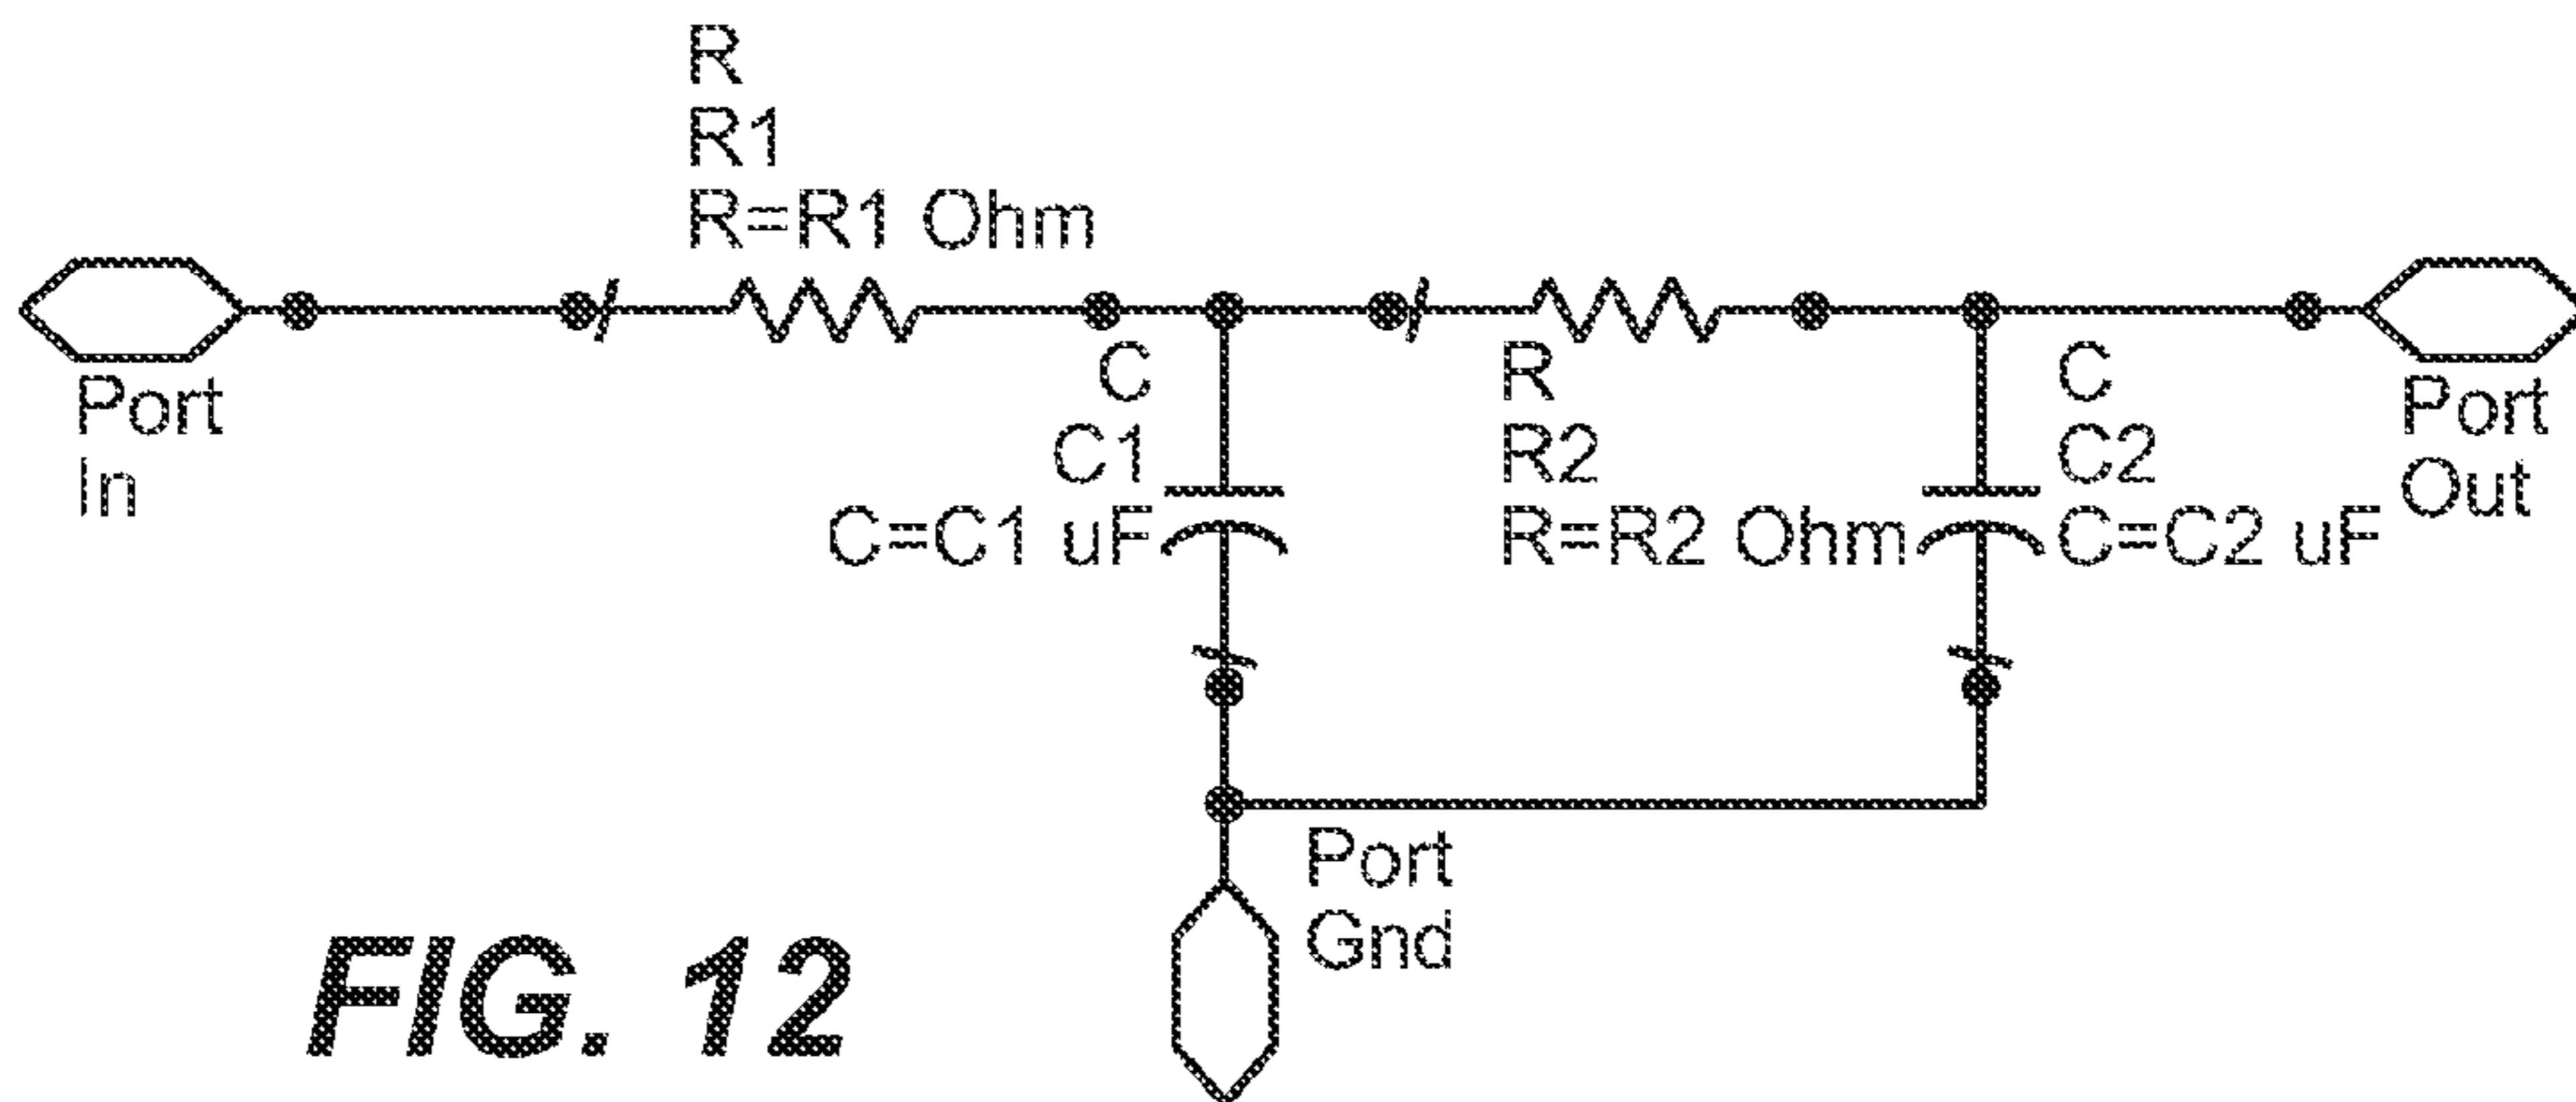 R
R1
R=R1 Ohm
Port
In
C
C1
C=C1 uF
R
R2
R=R2 Ohm
C
C2
C=C2 uF
Port
Out
Port
Gnd
FIG. 12